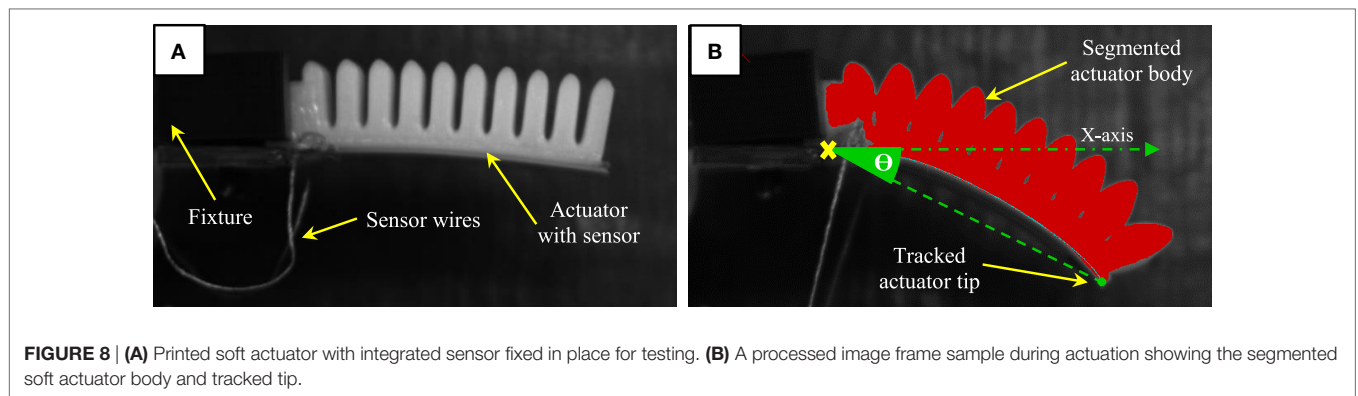 A
Fixture
Sensor wires
Actuator
with sensor
B
Segmented
actuator body
X-axis
Θ
Tracked
actuator tip
FIGURE 8 | (A) Printed soft actuator with integrated sensor fixed in place for testing. (B) A processed image frame sample during actuation showing the segmented
soft actuator body and tracked tip.